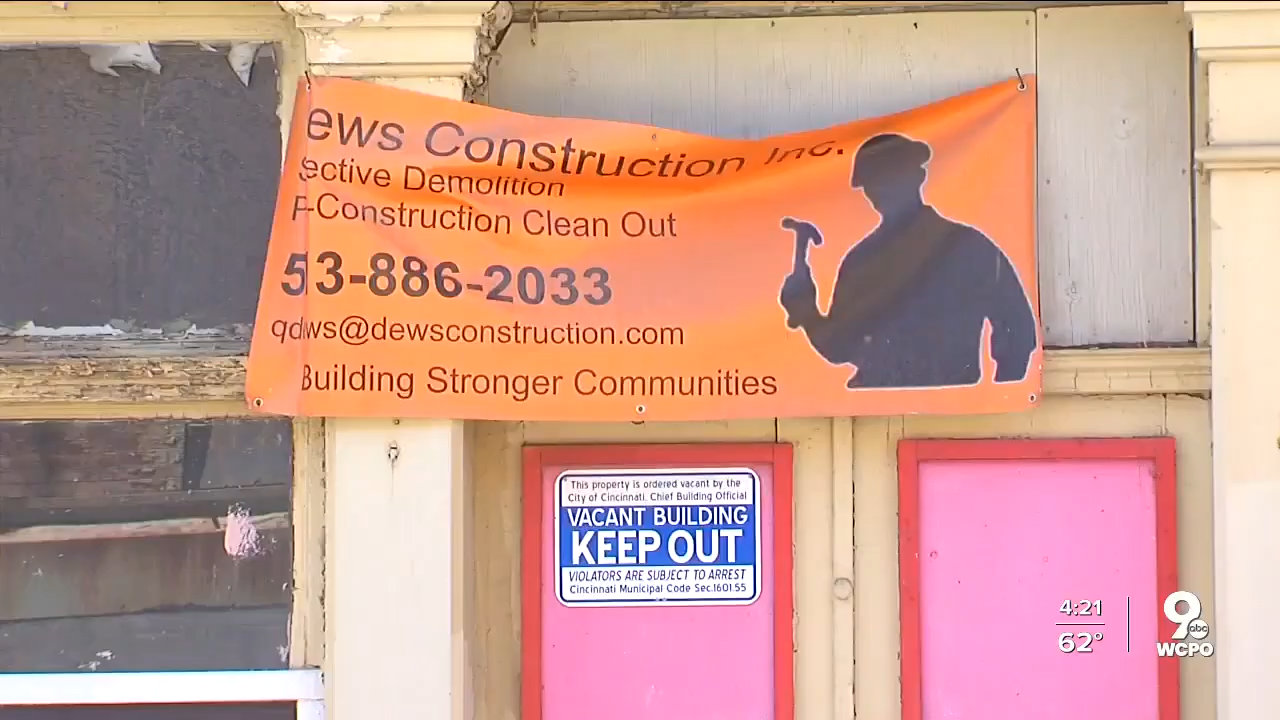 ews Construction Inc.
ective Demolition
-Construction Clean Out
513-886-2033
qdews@dewsconstruction.com
Building Stronger Communities
This property is ordered vacant by the
City of Cincinnati. Chief Building Official
VACANT BUILDING
KEEP OUT
VIOLATORS ARE SUBJECT TO ARREST
Cincinnati Municipal Code Sec.1601.55
4:21
62°
9
abc
WCPO